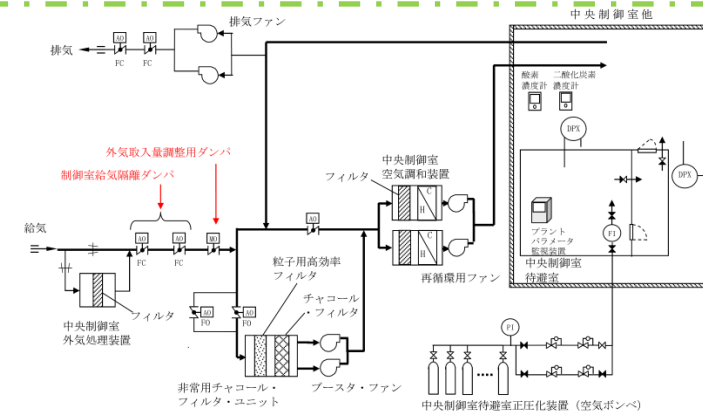 中央制御室他
排気ファン
排気
AO
AO
FC
FC
酸素
濃度計
二酸化炭素
濃度計
DPX
DPX
外気取入量調整用ダンパ
制御室給気隔離ダンパ
中央制御室
空気調和装置
フィルタ
C
H
C
H
再循環用ファン
給気
AO
AO
MO
FC
FC
AO
フィルタ
中央制御室
外気処理装置
粒子用高効率
フィルタ
チャコール
・フィルタ
AO
FO
AO
FO
非常用チャコール・
フィルタ・ユニット
ブースタ・ファン
プラント
パラメータ
監視装置
中央制御室
待避室
FI
PI
中央制御室待避室正圧化装置（空気ボンベ）